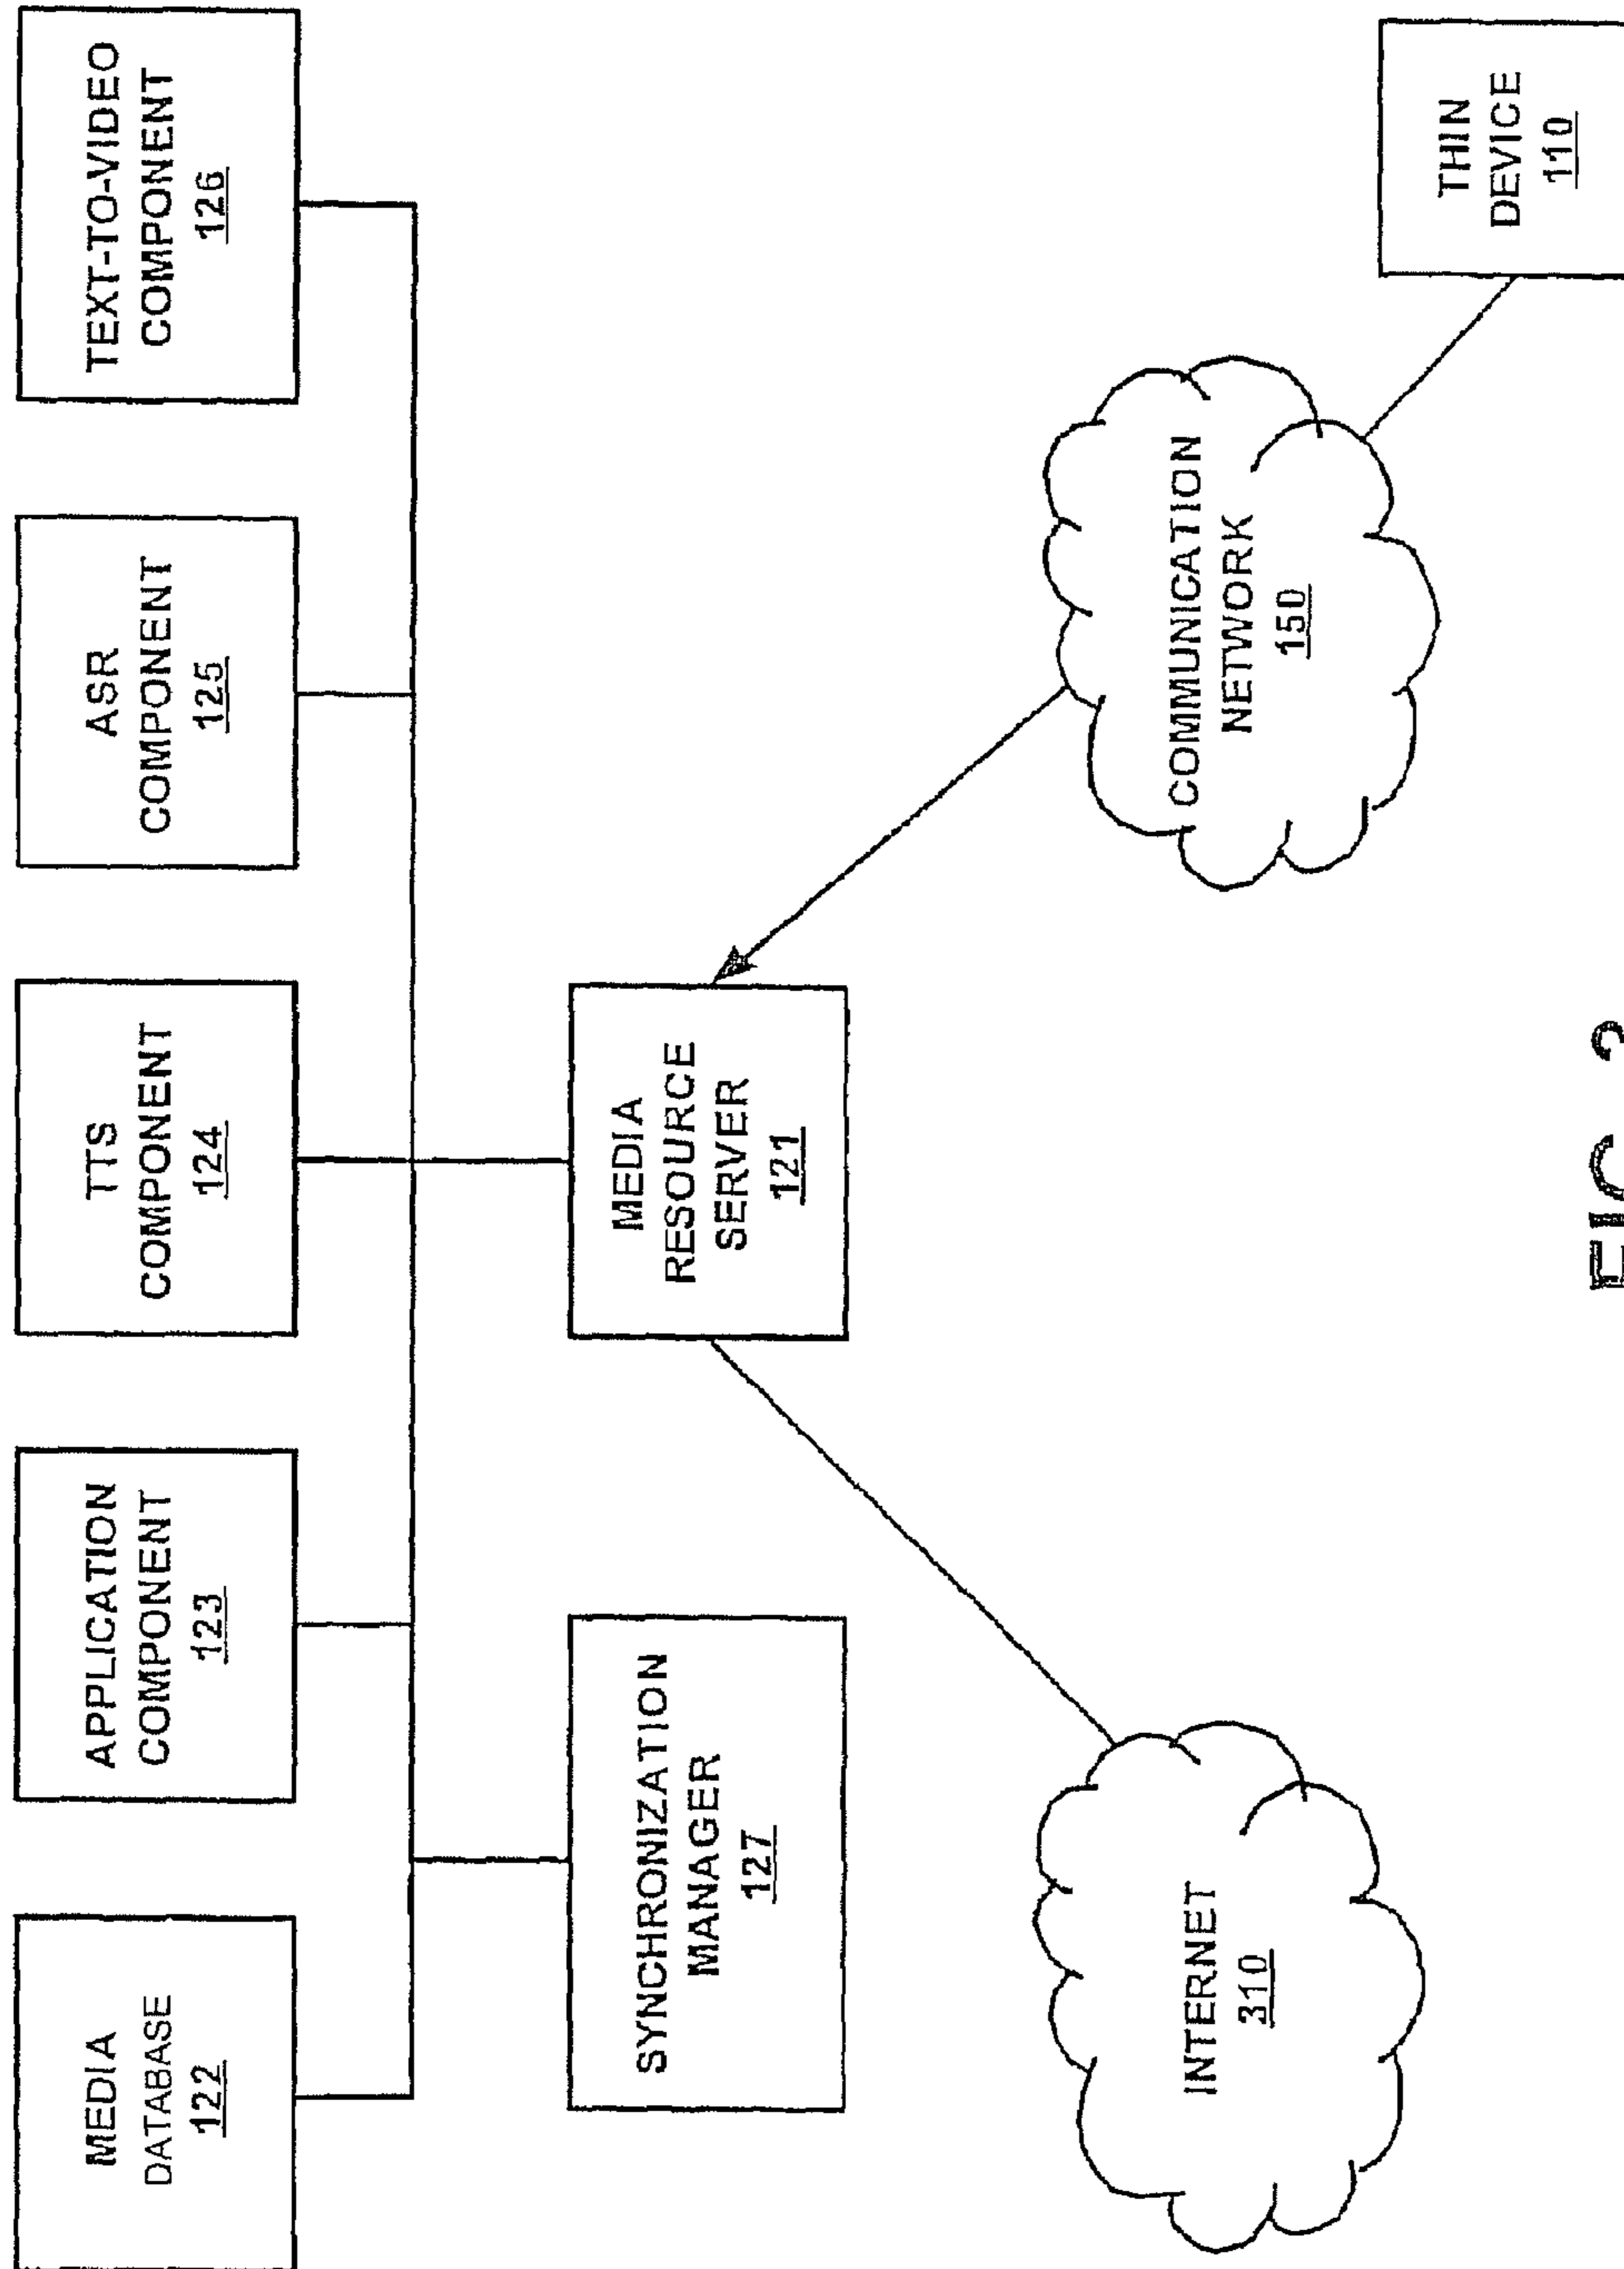 MEDIA
DATABASE
122
APPLICATION
COMPONENT
123
TTS
COMPONENT
124
ASR
COMPONENT
125
TEXT-TO-VIDEO
COMPONENT
126
SYNCHRONIZATION
MANAGER
127
MEDIA
RESOURCE
SERVER
121
INTERNET
310
COMMUNICATION
NETWORK
150
THIN
DEVICE
110
FIG.